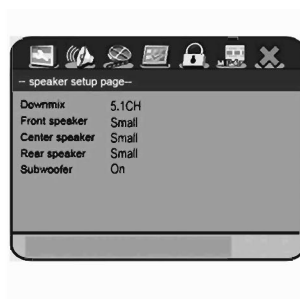 -- speaker setup page--
Downmix 5.1CH
Front speaker Small
Center speaker Small
Rear speaker Small
Subwoofer On